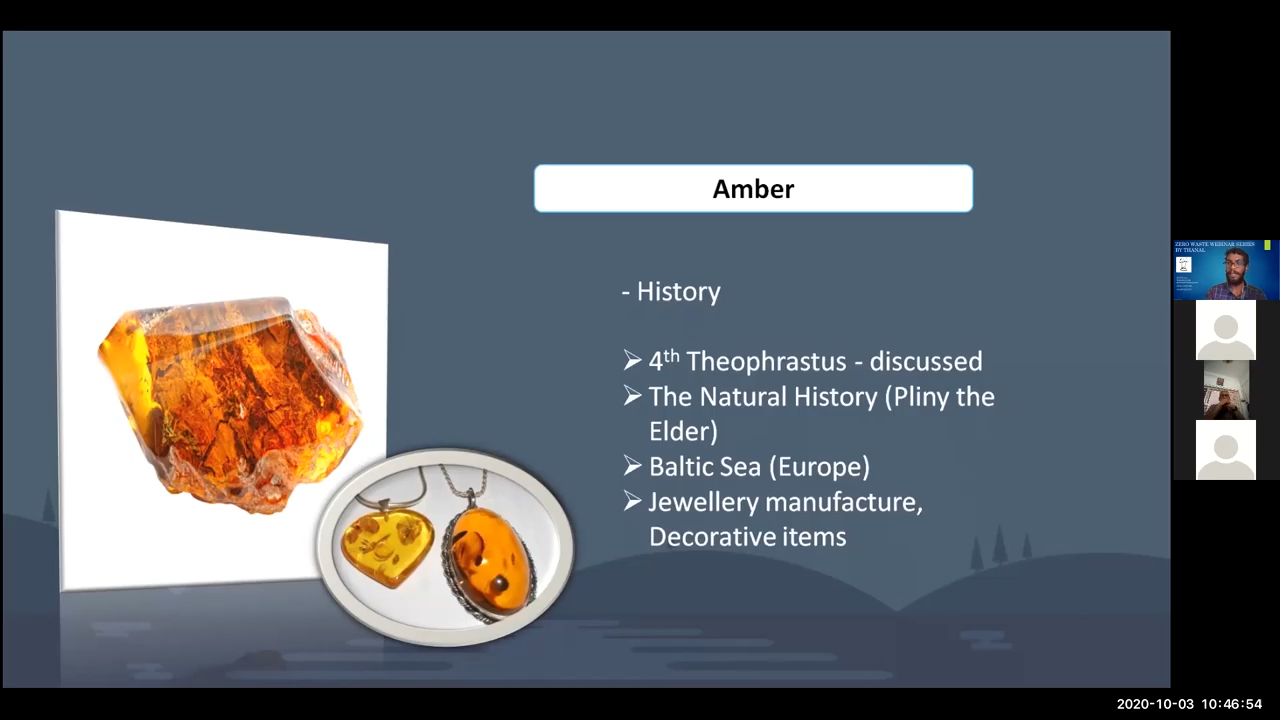 Amber
- History
➢ 4th Theophrastus - discussed
➢ The Natural History (Pliny the
Elder)
➢ Baltic Sea (Europe)
➢ Jewellery manufacture,
Decorative items
ZERO WASTE WEBINAR SERIES
BY THANAL
2020-10-03 10:46:54